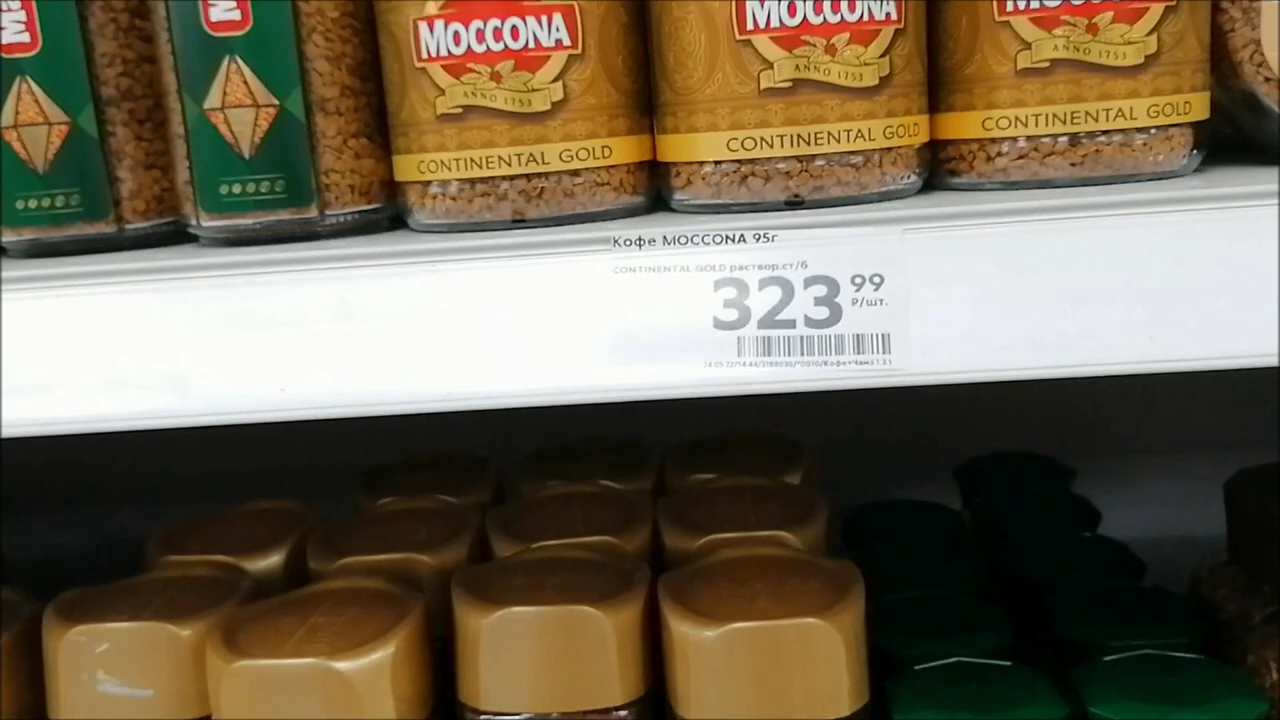 MOCCONA
ANNO 1753
CONTINENTAL GOLD
MOCCONA
ANNO 1753
CONTINENTAL GOLD
ANNO 1753
CONTINENTAL GOLD
Кофе MOCCONA 95г
CONTINENTAL GOLD раствор.ст/б
323 99
₽/шт.